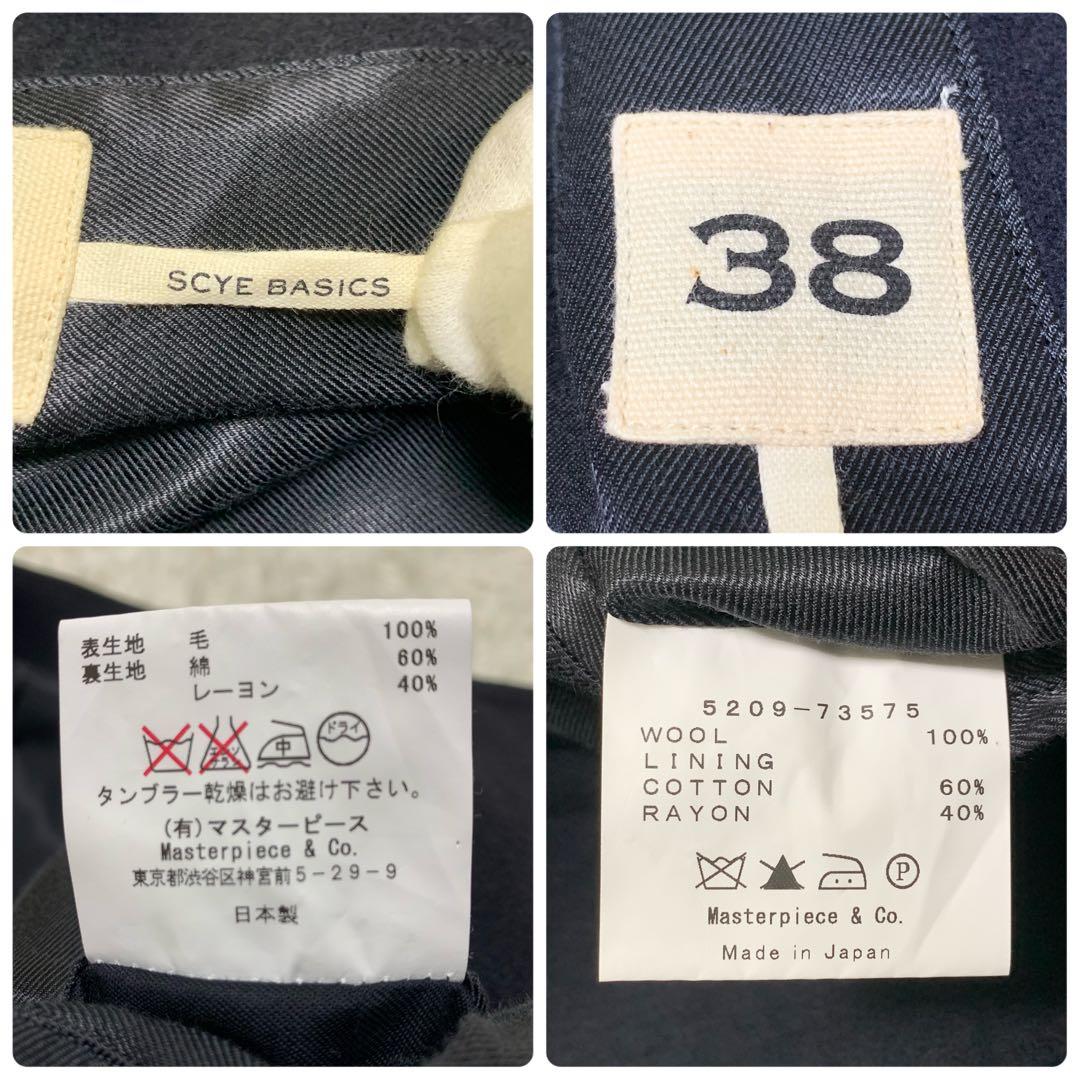 SCYE BASICS
38
表生地 毛 100%
裏生地 綿 60%
レーヨン 40%
中 ドライ
タンブラー乾燥はお避け下さい。
(有)マスターピース
Masterpiece & Co.
東京都渋谷区神宮前5-29-9
日本製
5209-73575
WOOL 100%
LINING
COTTON 60%
RAYON 40%
P
Masterpiece & Co.
Made in Japan